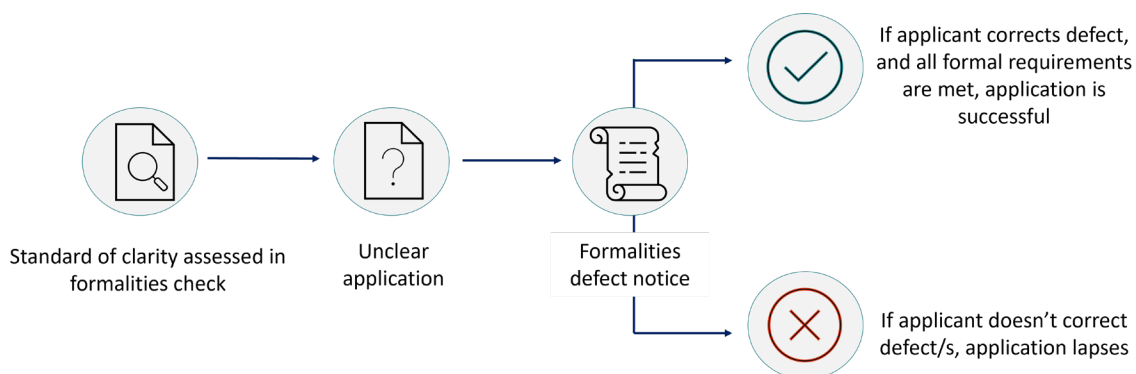 Standard of clarity assessed in
formalities check
Unclear
application
?
Formalities
defect notice
If applicant corrects defect,
and all formal requirements
are met, application is
successful
If applicant doesn’t correct
defect/s, application lapses